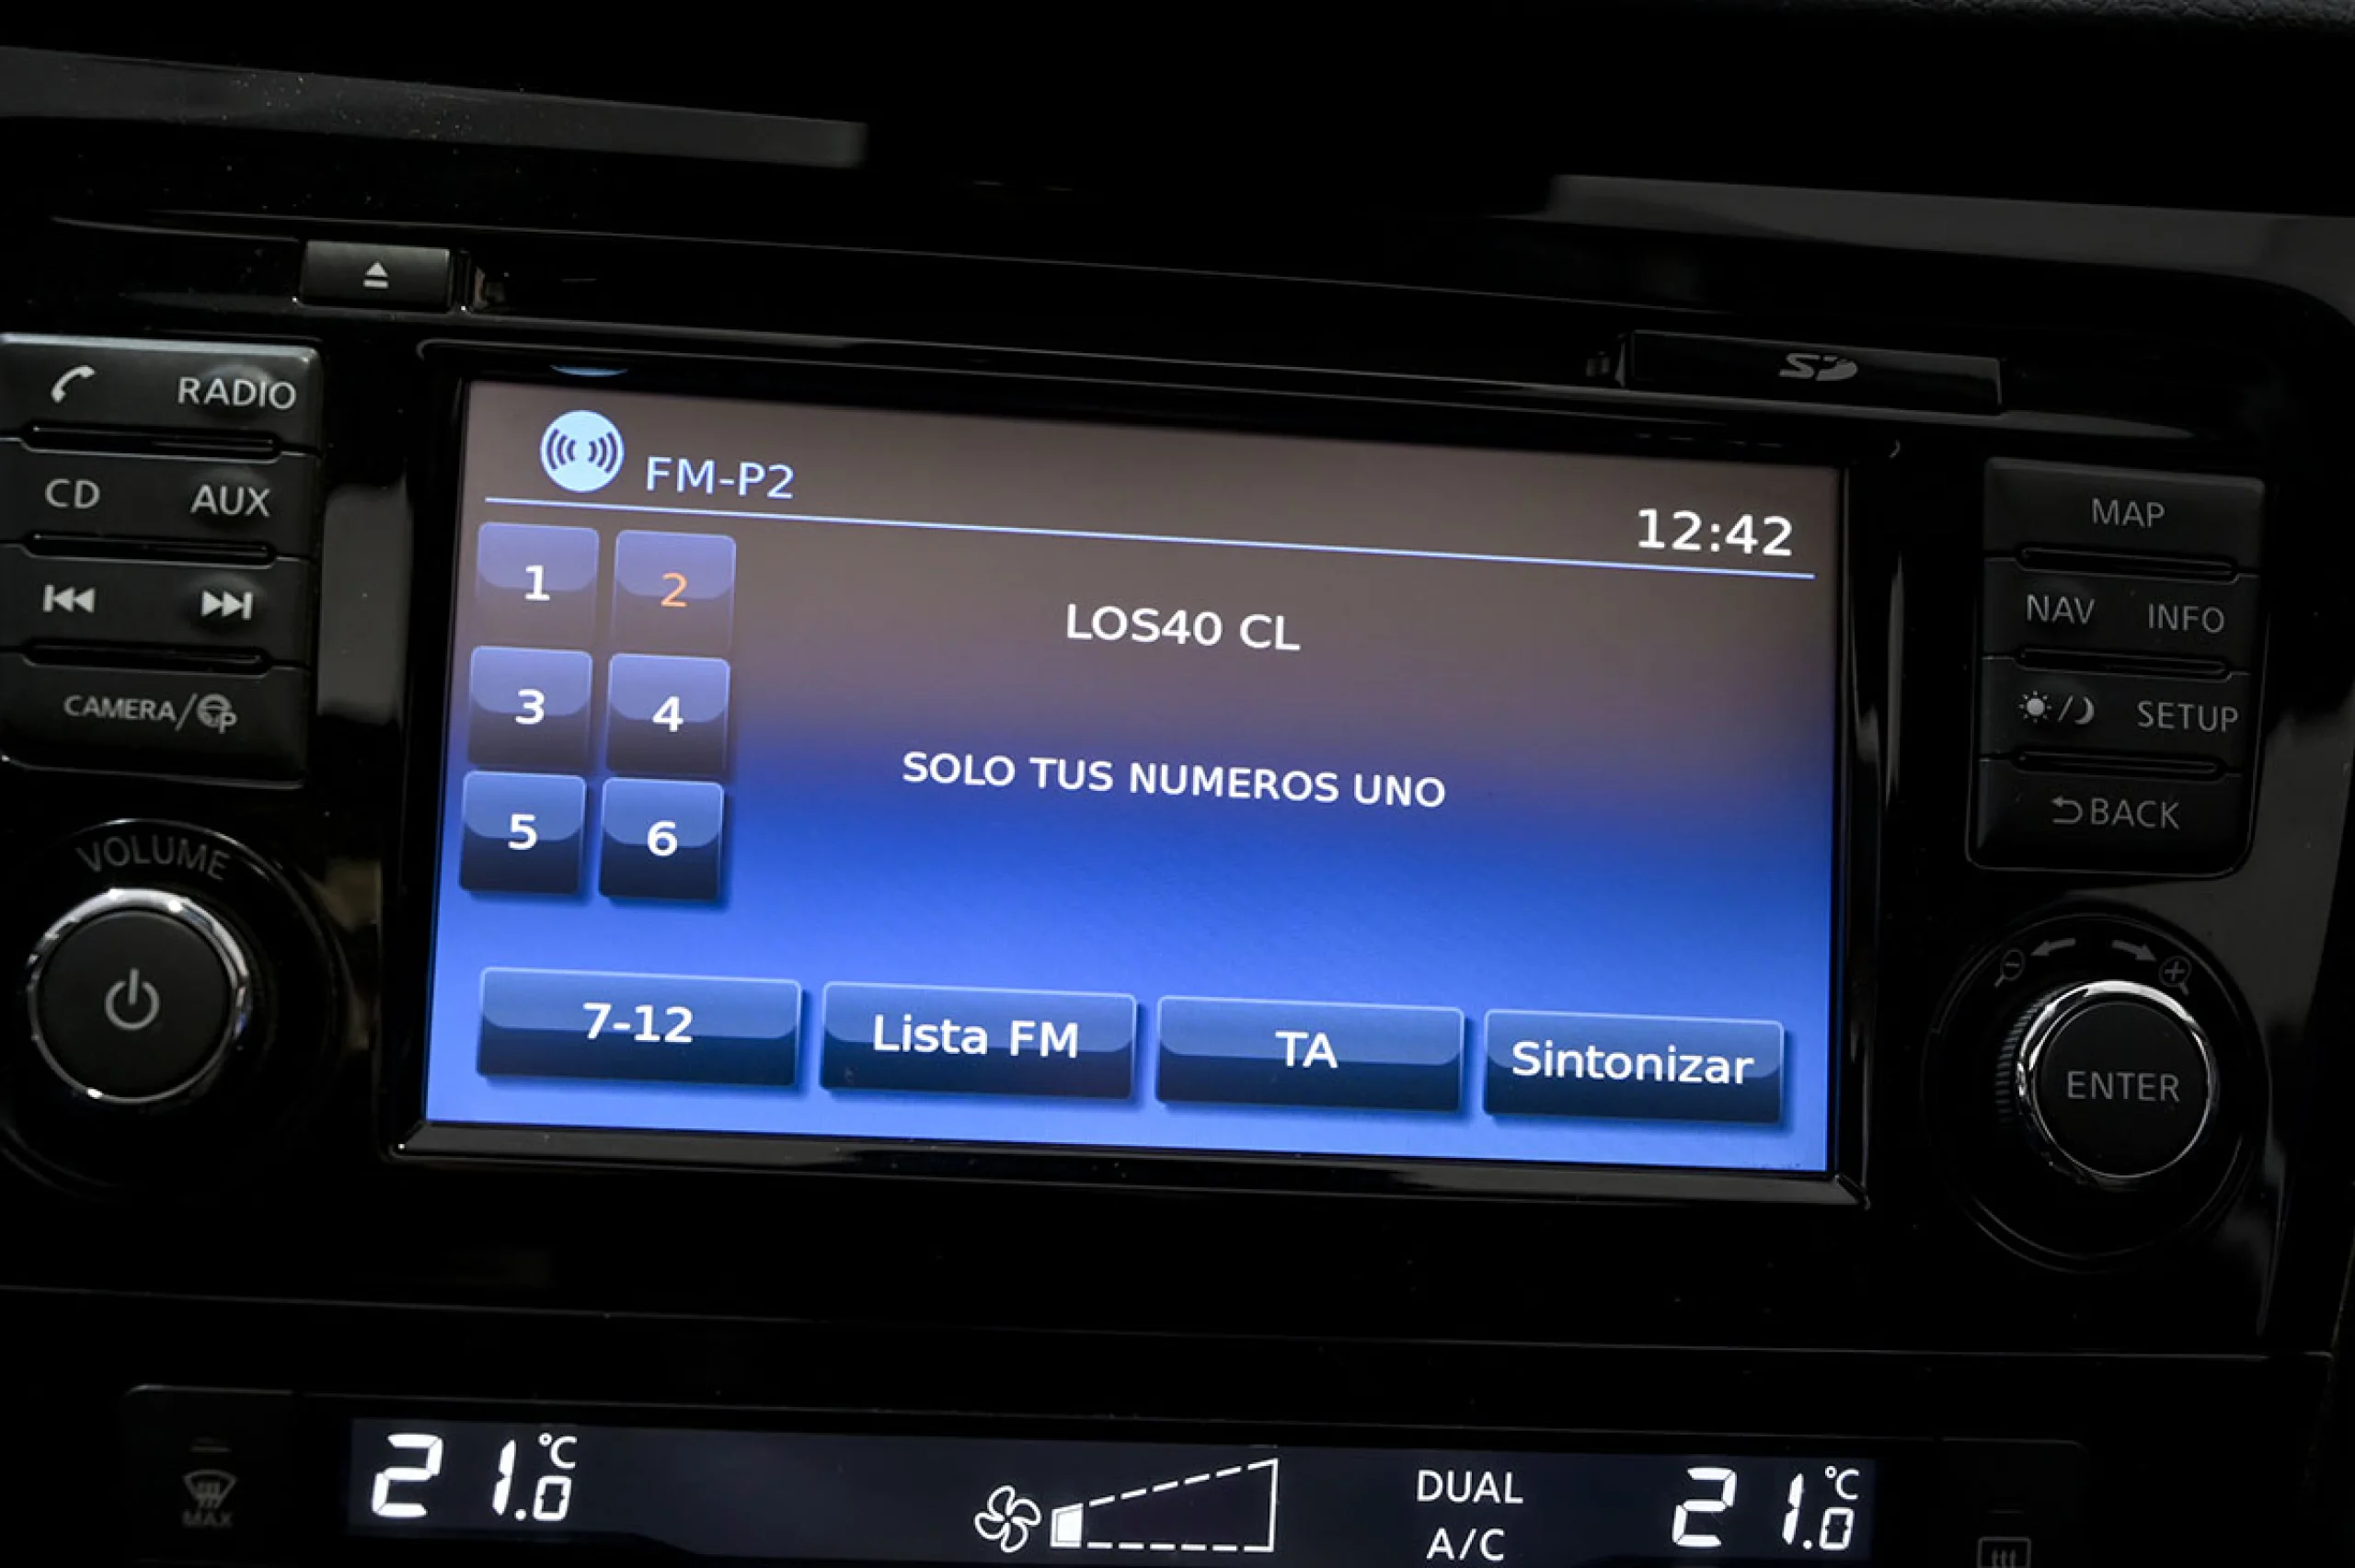 RADIO
CD AUX
CAMERA/P
VOLUME
FM-P2
12:42
1 2
3 4
5 6
LOS40 CL
SOLO TUS NUMEROS UNO
7-12 Lista FM TA Sintonizar
SD
MAP
NAV INFO
SETUP
BACK
ENTER
MAX
21.0°C
DUAL
A/C
21.0°C